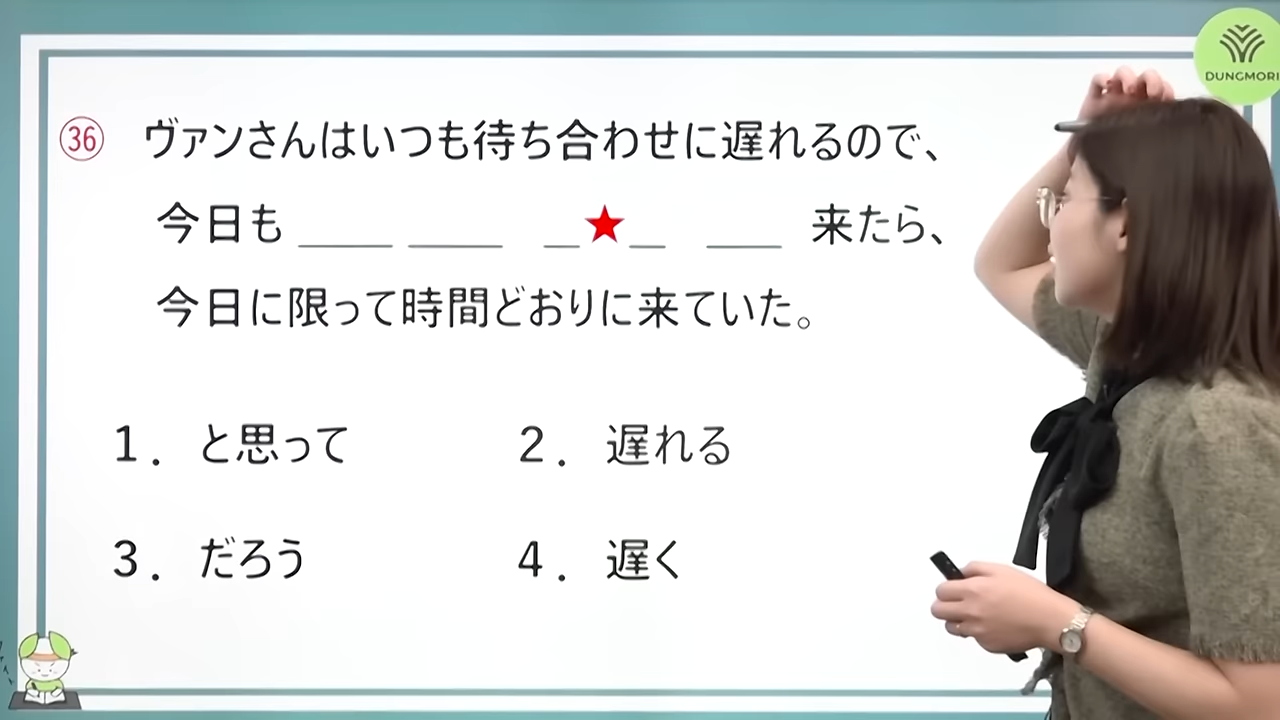 DUNGMORI
㊱ ヴァンさんはいつも待ち合わせに遅れるので、
今日も ____ ____ __★__ ____ 来たら、
今日に限って時間どおりに来ていた。
1. と思って 2. 遅れる
3. だろう 4. 遅く